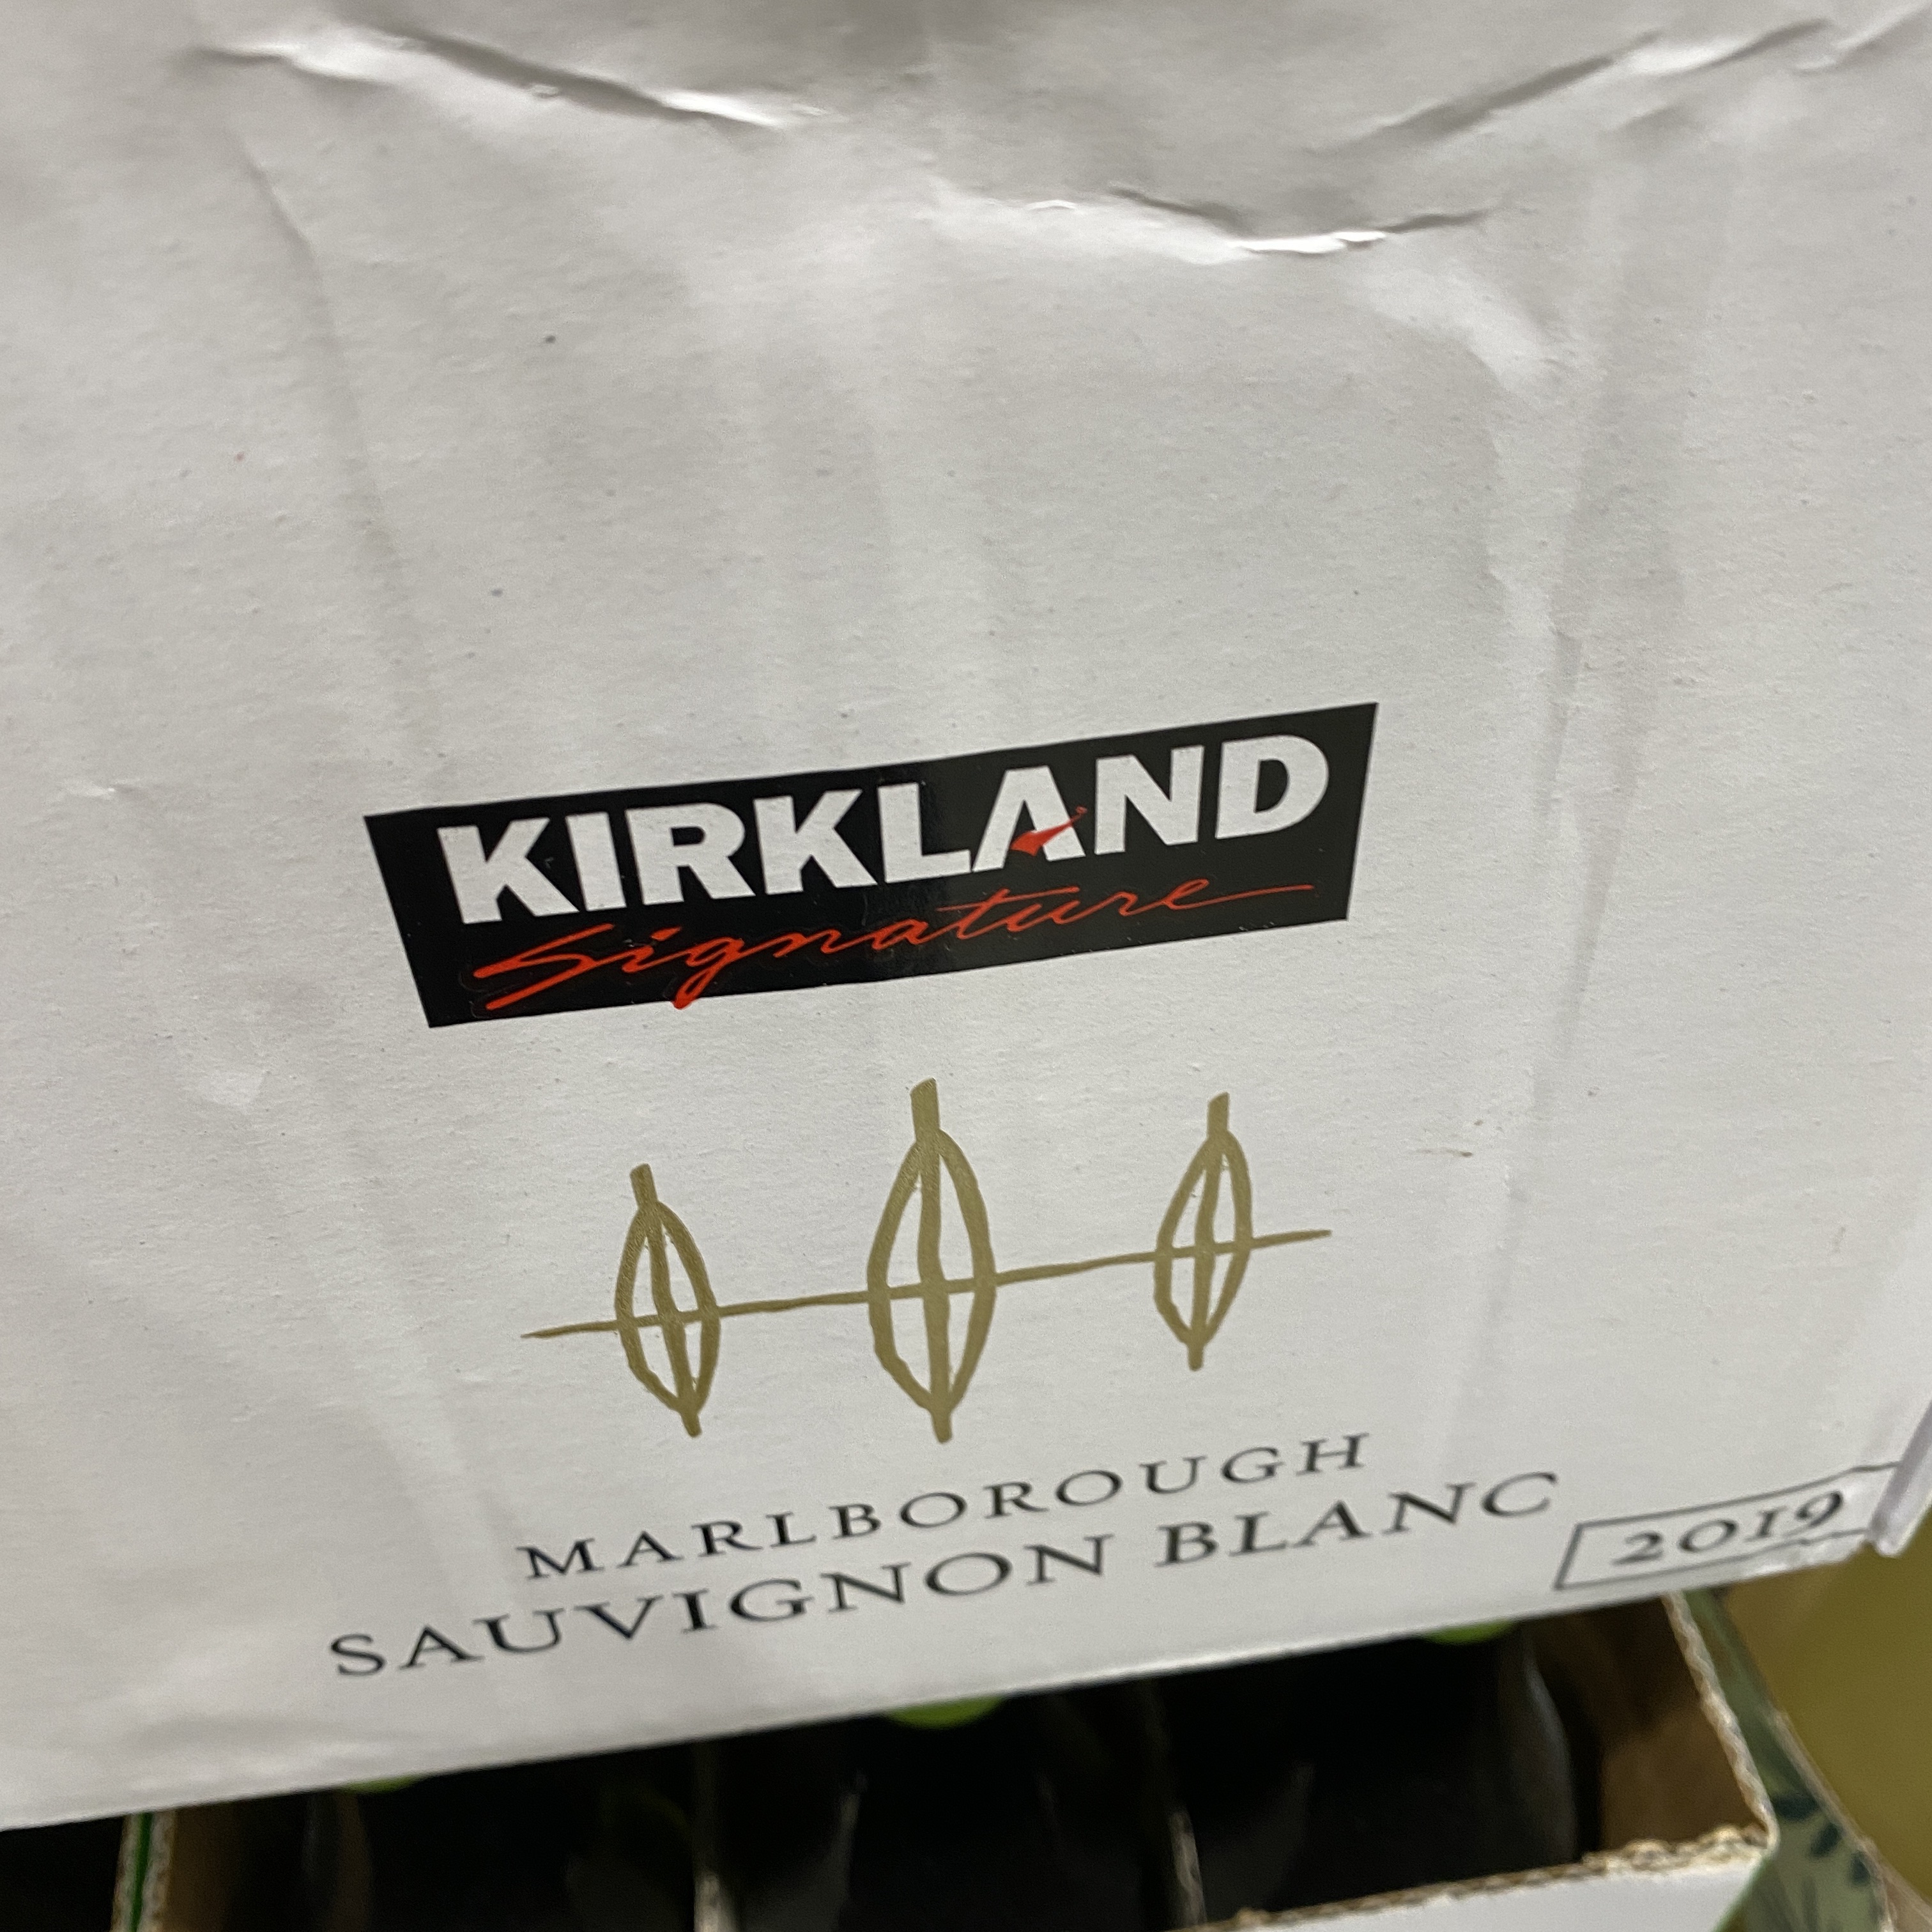 KIRKLAND
Signature
MARLBOROUGH
SAUVIGNON BLANC
2019